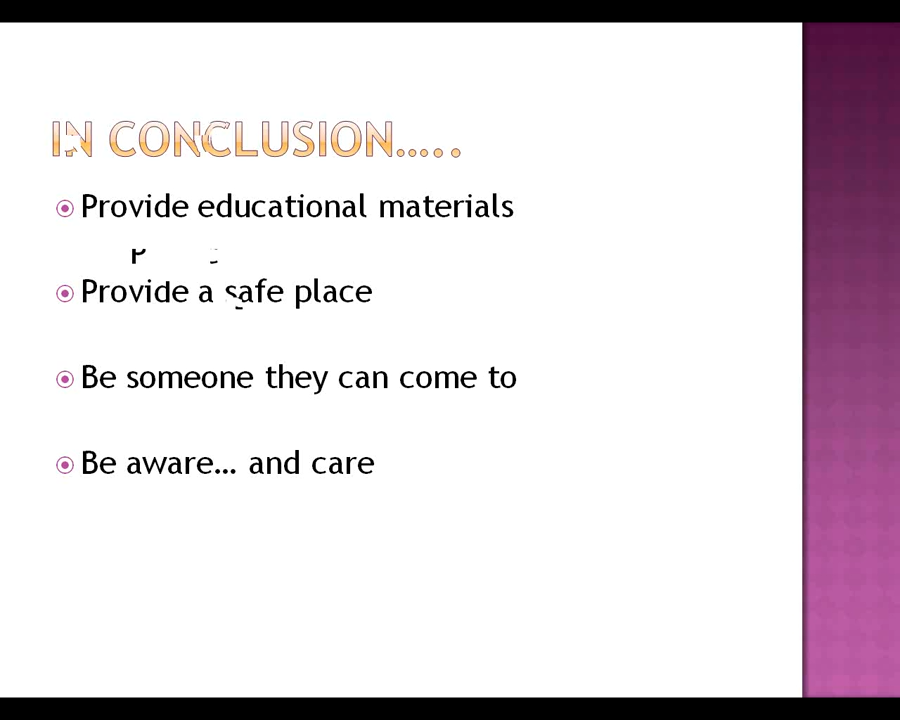 IN CONCLUSION.....
Provide educational materials
Provide a safe place
Be someone they can come to
Be aware... and care